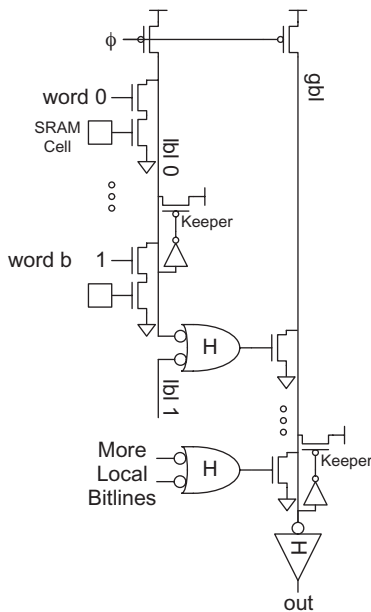 ϕ
gbl
word 0
SRAM
Cell
lbl 0
Keeper
word b 1
H
lbl 1
More
Local
Bitlines
H
Keeper
H
out